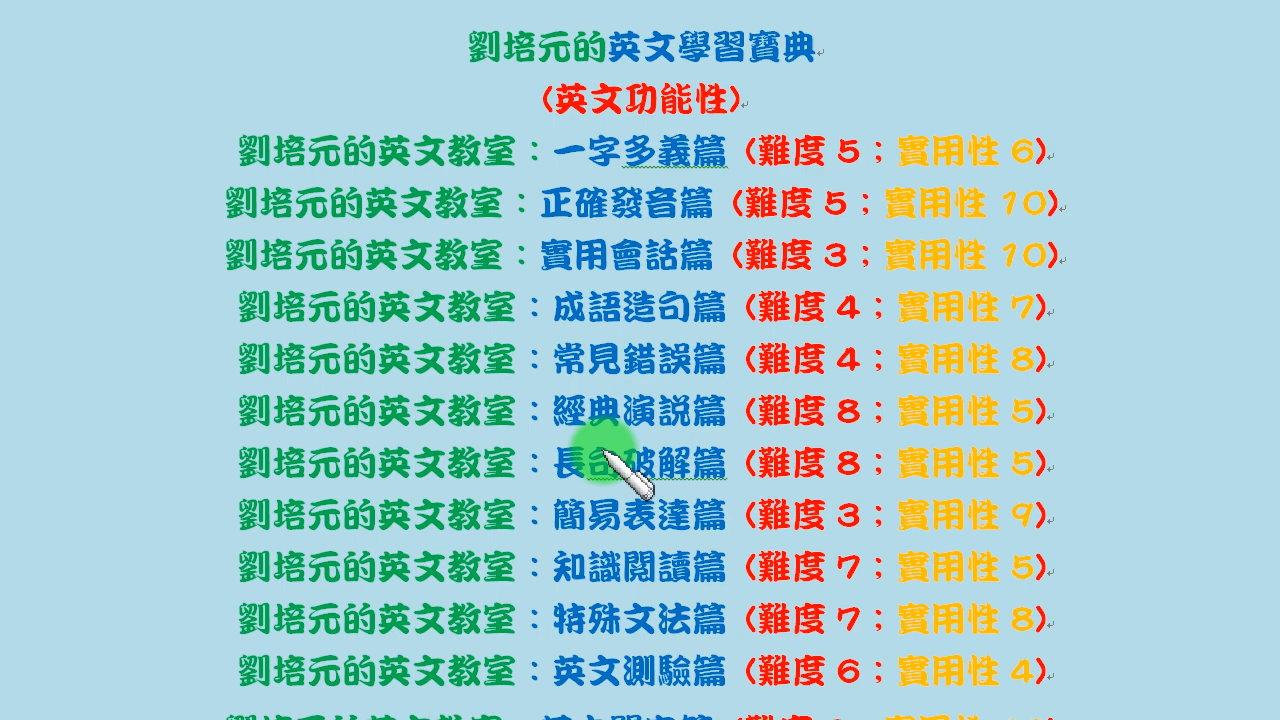 劉培元的英文學習寶典
(英文功能性)
劉培元的英文教室：一字多義篇 (難度 5；實用性 6)
劉培元的英文教室：正確發音篇 (難度 5；實用性 10)
劉培元的英文教室：實用會話篇 (難度 3；實用性 10)
劉培元的英文教室：成語造句篇 (難度 4；實用性 7)
劉培元的英文教室：常見錯誤篇 (難度 4；實用性 8)
劉培元的英文教室：經典演説篇 (難度 8；實用性 5)
劉培元的英文教室：長句破解篇 (難度 8；實用性 5)
劉培元的英文教室：簡易表達篇 (難度 3；實用性 9)
劉培元的英文教室：知識閱讀篇 (難度 7；實用性 5)
劉培元的英文教室：特殊文法篇 (難度 7；實用性 8)
劉培元的英文教室：英文測驗篇 (難度 6；實用性 4)